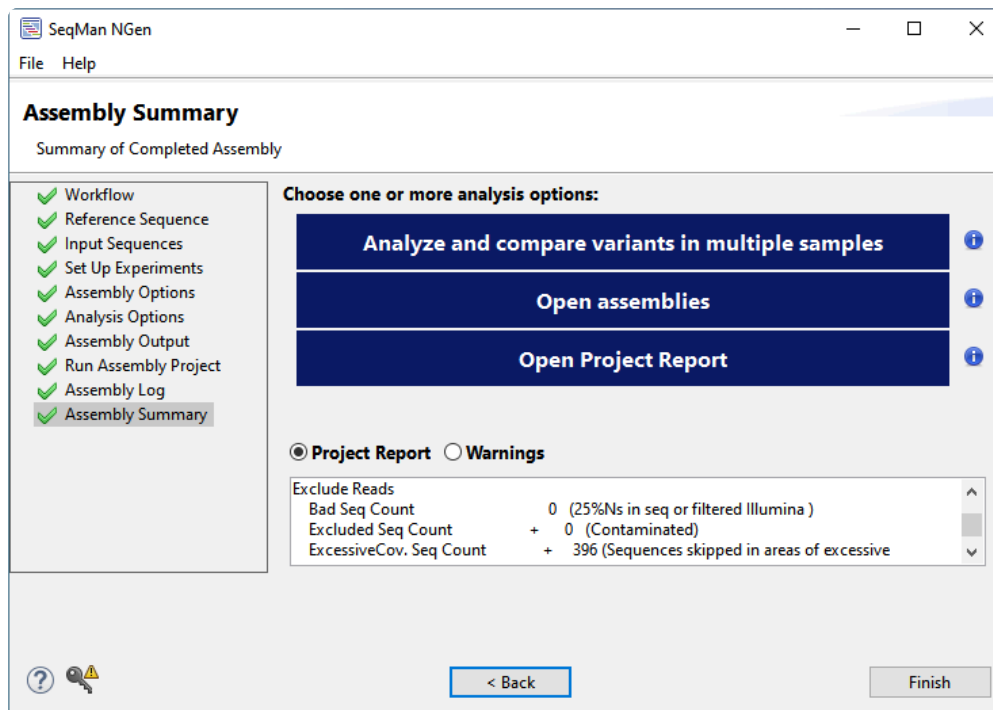 SeqMan NGen
File Help
Assembly Summary
Summary of Completed Assembly
Workflow
Reference Sequence
Input Sequences
Set Up Experiments
Assembly Options
Analysis Options
Assembly Output
Run Assembly Project
Assembly Log
Assembly Summary
Choose one or more analysis options:
Analyze and compare variants in multiple samples
Open assemblies
Open Project Report
Project Report Warnings
Exclude Reads
Bad Seq Count 0 (25%Ns in seq or filtered Illumina )
Excluded Seq Count + 0 (Contaminated)
ExcessiveCov. Seq Count + 396 (Sequences skipped in areas of excessive
< Back Finish